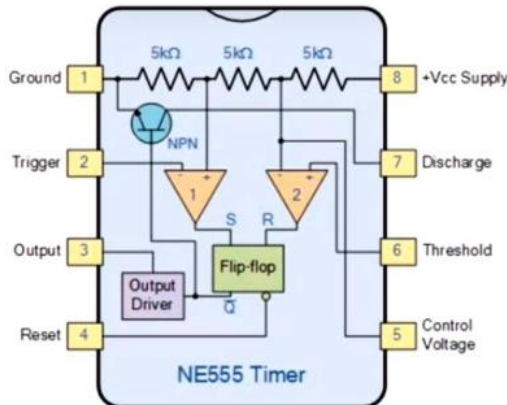 5kΩ 5kΩ 5kΩ
Ground 1
8 +Vcc Supply
NPN
Trigger 2
7 Discharge
- +
- +
1
2
S R
Output 3
6 Threshold
Flip-flop
Output
Driver
Q̅
Reset 4
5 Control
Voltage
NE555 Timer